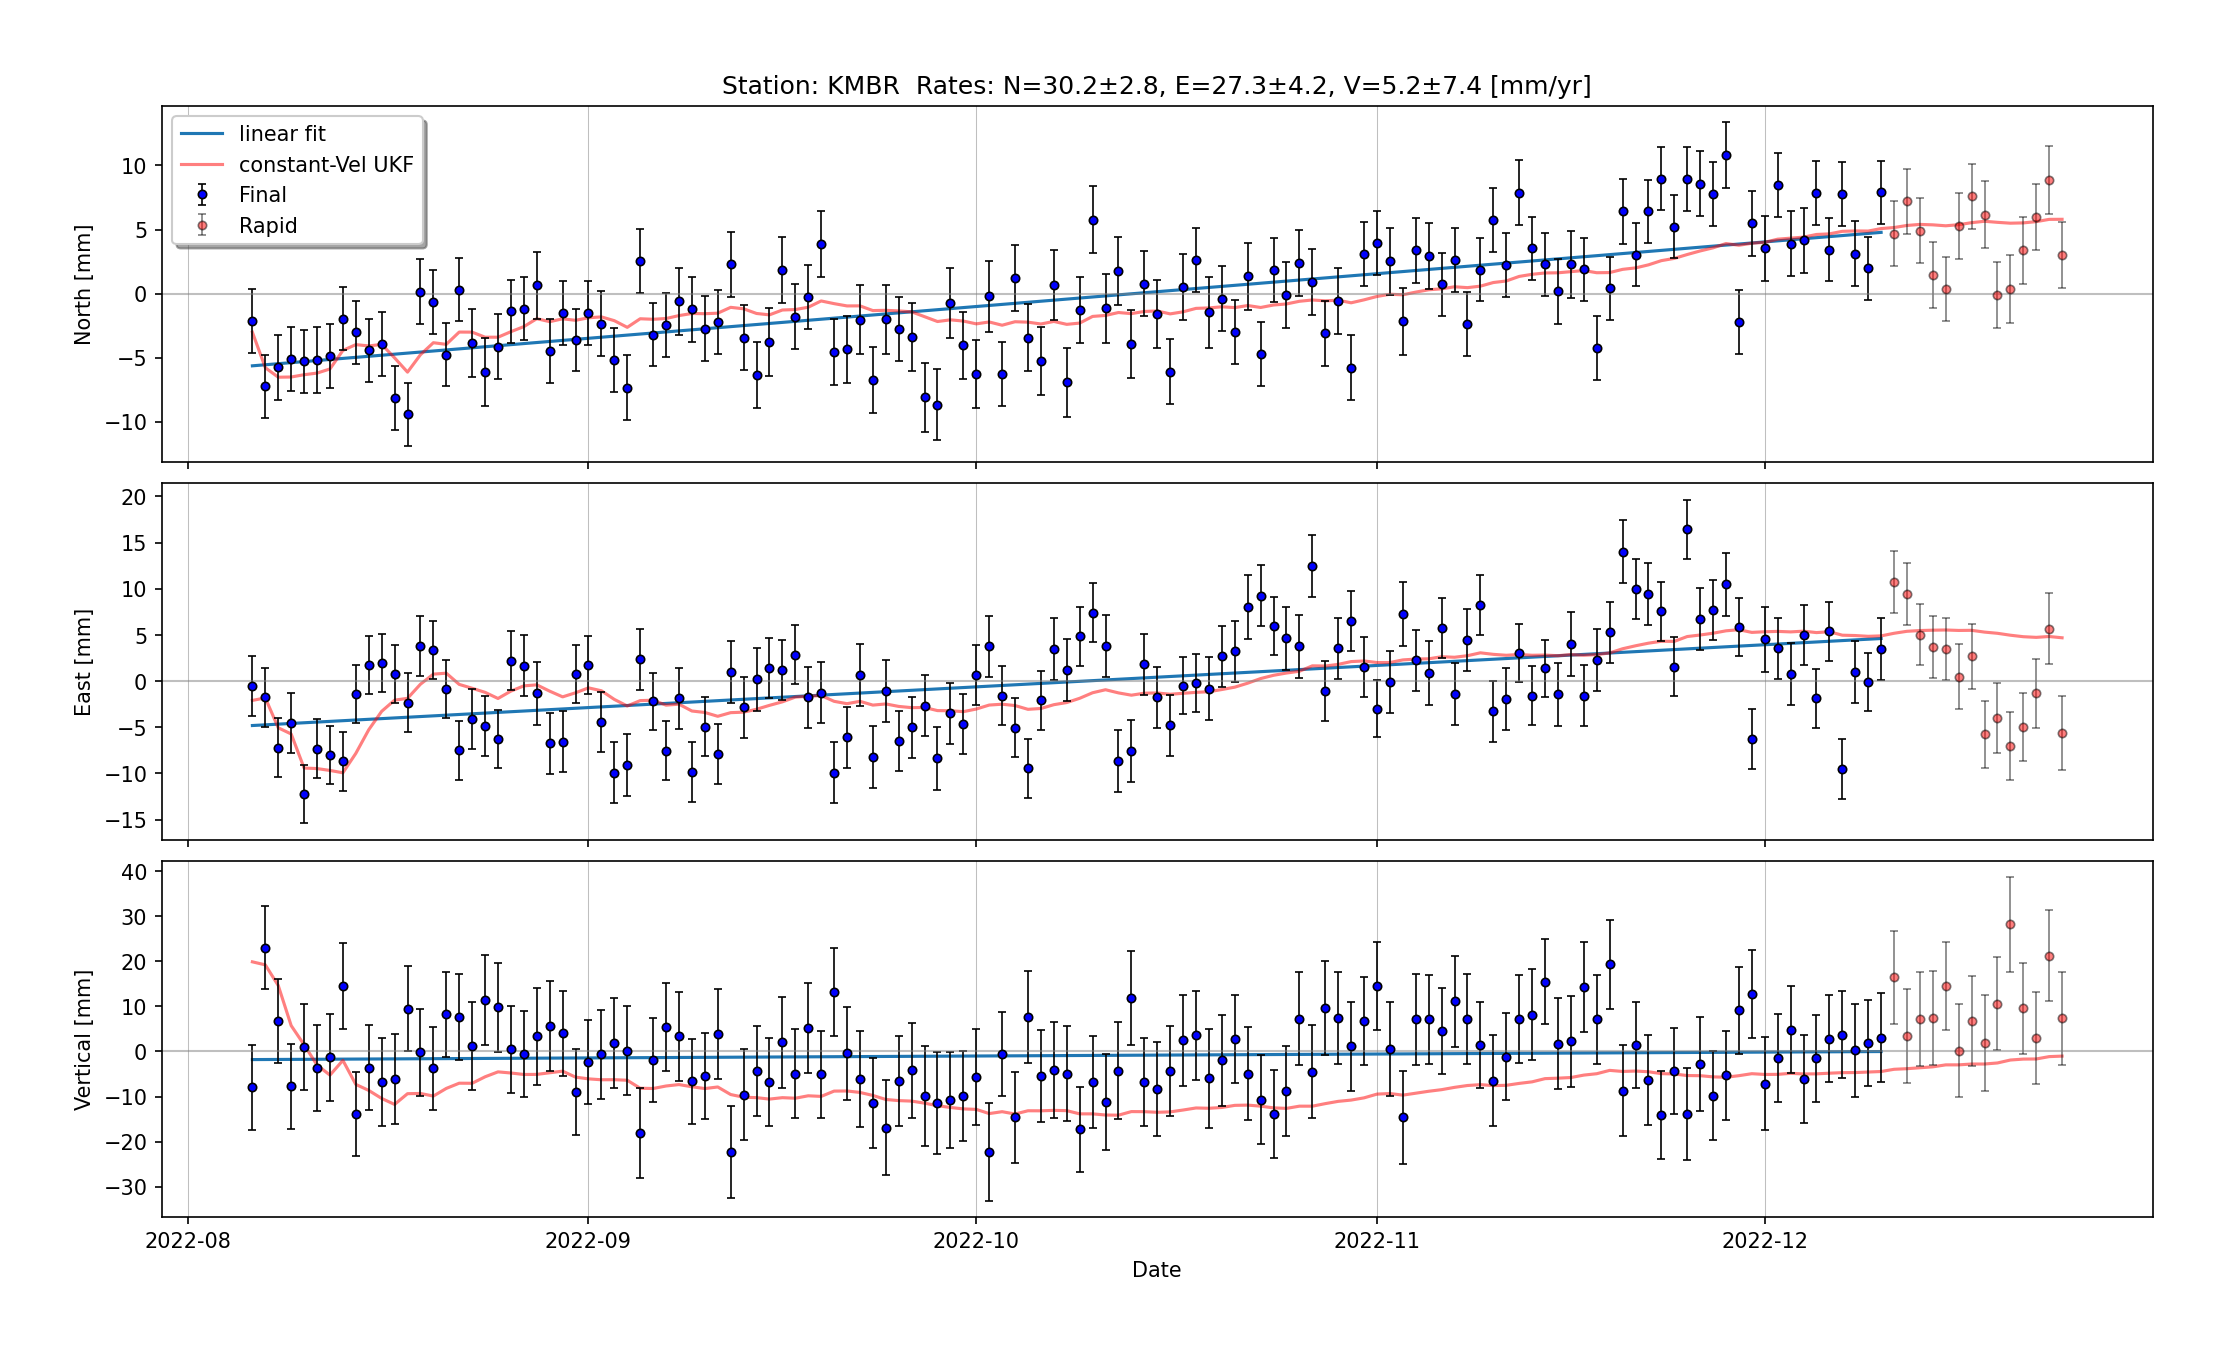 Station: KMBR  Rates: N=30.2±2.8, E=27.3±4.2, V=5.2±7.4 [mm/yr]
linear fit
constant-Vel UKF
Final
Rapid
North [mm]
10
5
0
−5
−10
East [mm]
20
15
10
5
0
−5
−10
−15
Vertical [mm]
40
30
20
10
0
−10
−20
−30
2022-08 2022-09 2022-10 2022-11 2022-12
Date